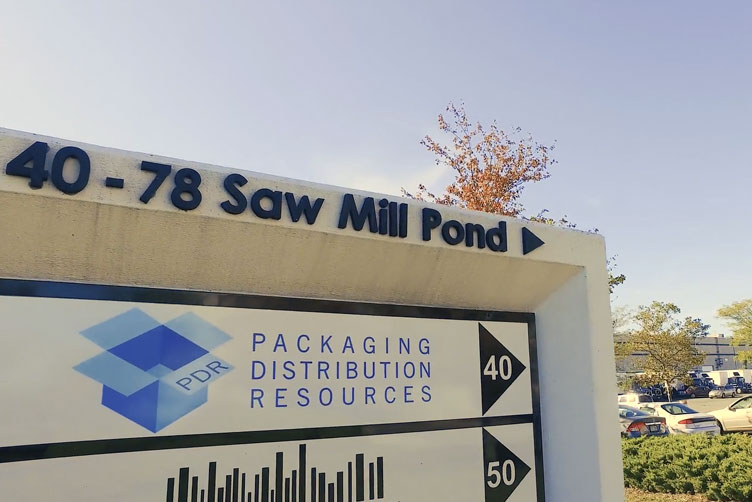 40 - 78 Saw Mill Pond
PDR
PACKAGING
DISTRIBUTION
RESOURCES
40
50